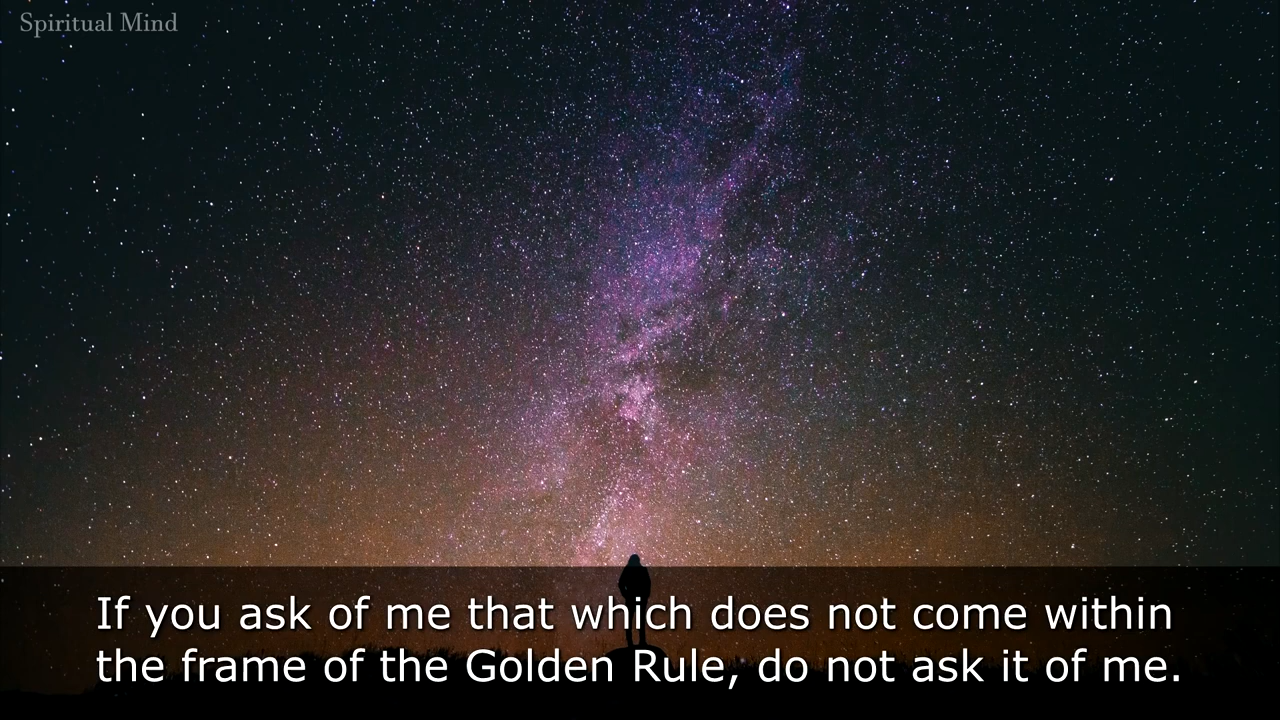 Spiritual Mind
If you ask of me that which does not come within
the frame of the Golden Rule, do not ask it of me.